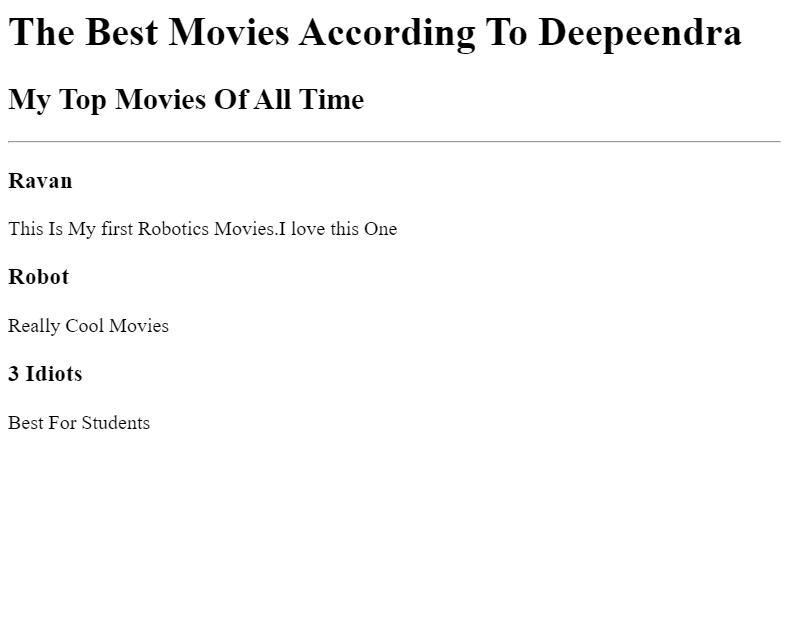 The Best Movies According To Deepeendra
My Top Movies Of All Time
Ravan
This Is My first Robotics Movies.I love this One
Robot
Really Cool Movies
3 Idiots
Best For Students